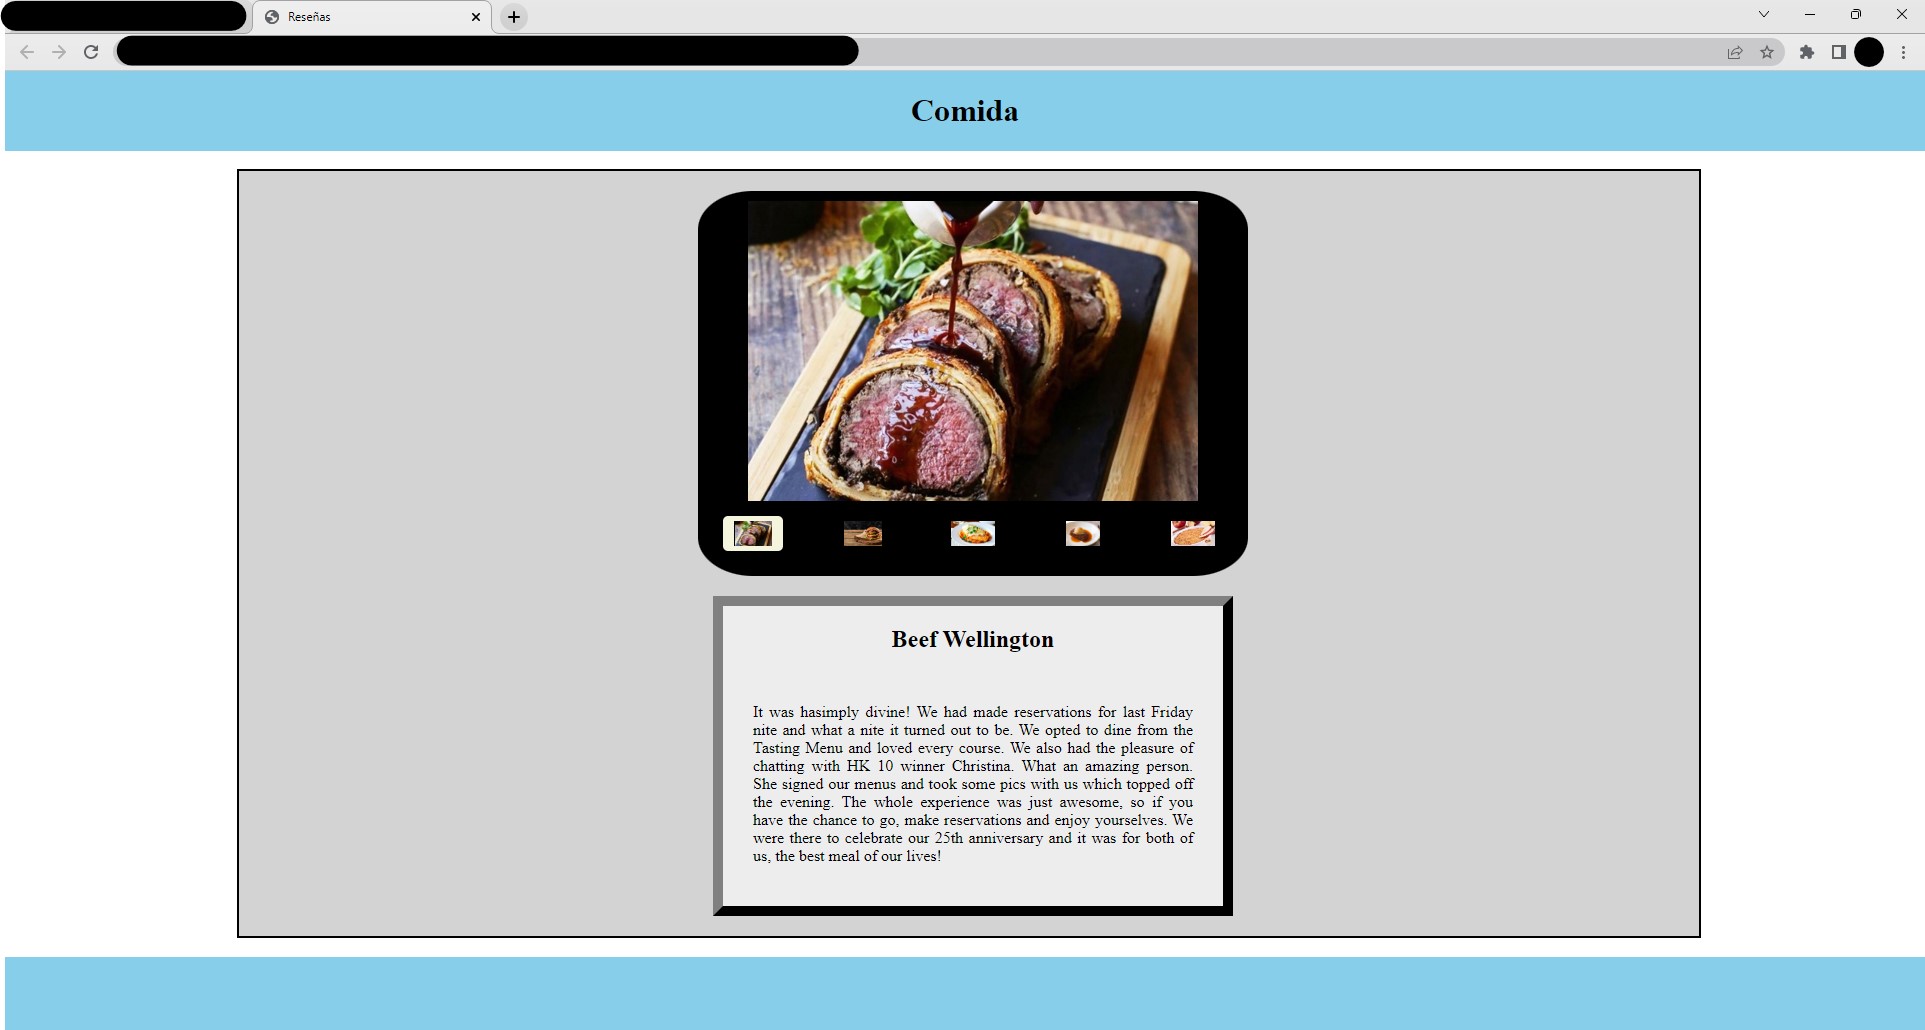 Reseñas
Comida
Beef Wellington
It was hasimply divine! We had made reservations for last Friday
nite and what a nite it turned out to be. We opted to dine from the
Tasting Menu and loved every course. We also had the pleasure of
chatting with HK 10 winner Christina. What an amazing person.
She signed our menus and took some pics with us which topped off
the evening. The whole experience was just awesome, so if you
have the chance to go, make reservations and enjoy yourselves. We
were there to celebrate our 25th anniversary and it was for both of
us, the best meal of our lives!